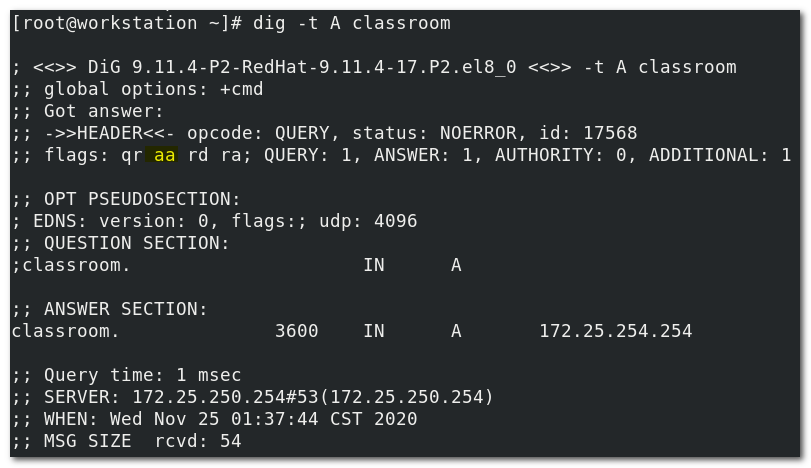 [root@workstation ~]# dig -t A classroom
; <<>> DiG 9.11.4-P2-RedHat-9.11.4-17.P2.el8_0 <<>> -t A classroom
;; global options: +cmd
;; Got answer:
;; ->>HEADER<<- opcode: QUERY, status: NOERROR, id: 17568
;; flags: qr aa rd ra; QUERY: 1, ANSWER: 1, AUTHORITY: 0, ADDITIONAL: 1
;; OPT PSEUDOSECTION:
; EDNS: version: 0, flags:; udp: 4096
;; QUESTION SECTION:
;classroom. IN A
;; ANSWER SECTION:
classroom. 3600 IN A 172.25.254.254
;; Query time: 1 msec
;; SERVER: 172.25.250.254#53(172.25.250.254)
;; WHEN: Wed Nov 25 01:37:44 CST 2020
;; MSG SIZE  rcvd: 54